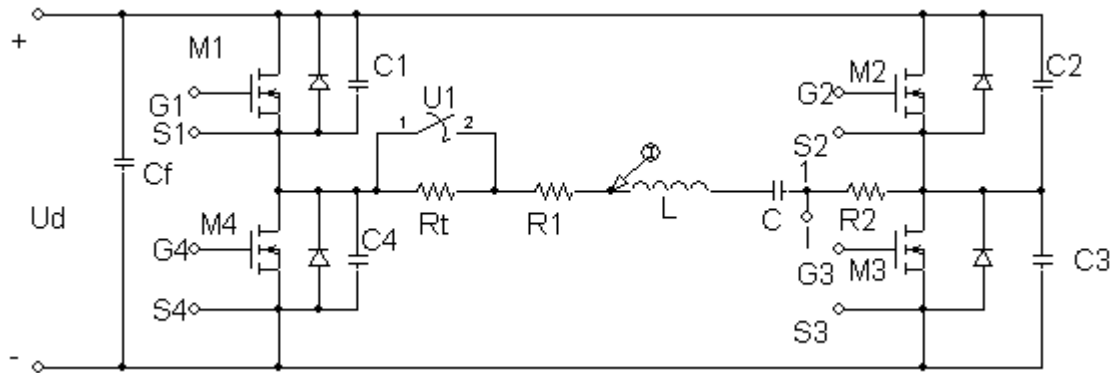 +
M1
G1
S1
C1
U1
1 2
M2
G2
S2
C2
Cf
Ud
M4
G4
S4
C4
Rt
R1
I
L
C
1
I
R2
G3
M3
S3
C3
-